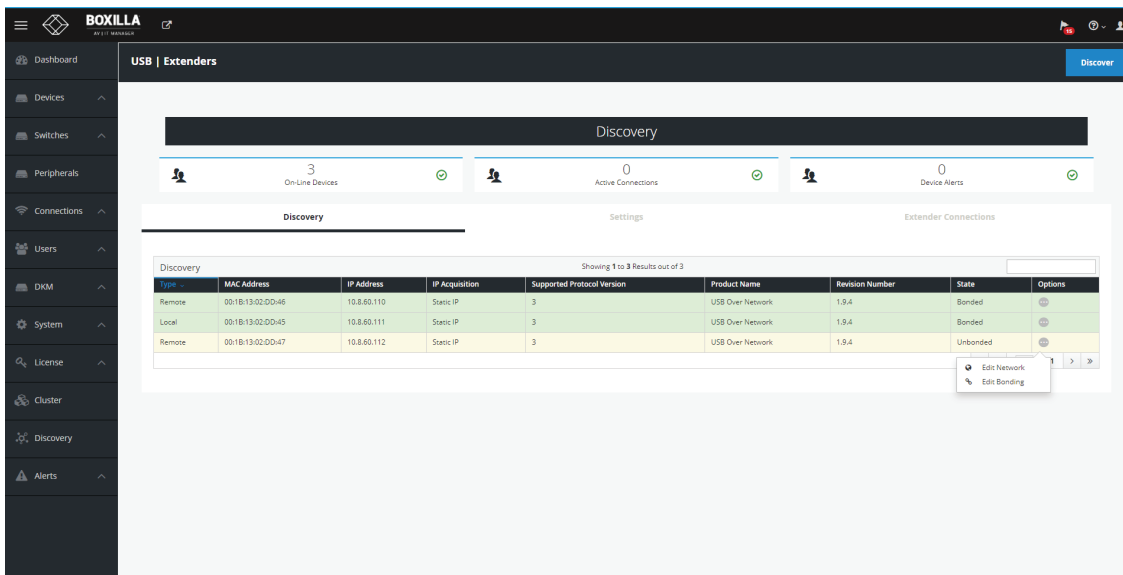 BOXILLA
AV | IT MANAGER
15
Dashboard
USB | Extenders
Discover
Devices
Switches
Discovery
Peripherals
3
On-Line Devices
0
Active Connections
0
Device Alerts
Connections
Discovery
Settings
Extender Connections
Users
Discovery
Showing 1 to 3 Results out of 3
Type MAC Address IP Address IP Acquisition Supported Protocol Version Product Name Revision Number State Options
DKM
Remote 00:1B:13:02:DD:46 10.8.60.110 Static IP 3 USB Over Network 1.9.4 Bonded
Local 00:1B:13:02:DD:45 10.8.60.111 Static IP 3 USB Over Network 1.9.4 Bonded
System
Remote 00:1B:13:02:DD:47 10.8.60.112 Static IP 3 USB Over Network 1.9.4 Unbonded
License
1 > »
Edit Network
Edit Bonding
Cluster
Discovery
Alerts